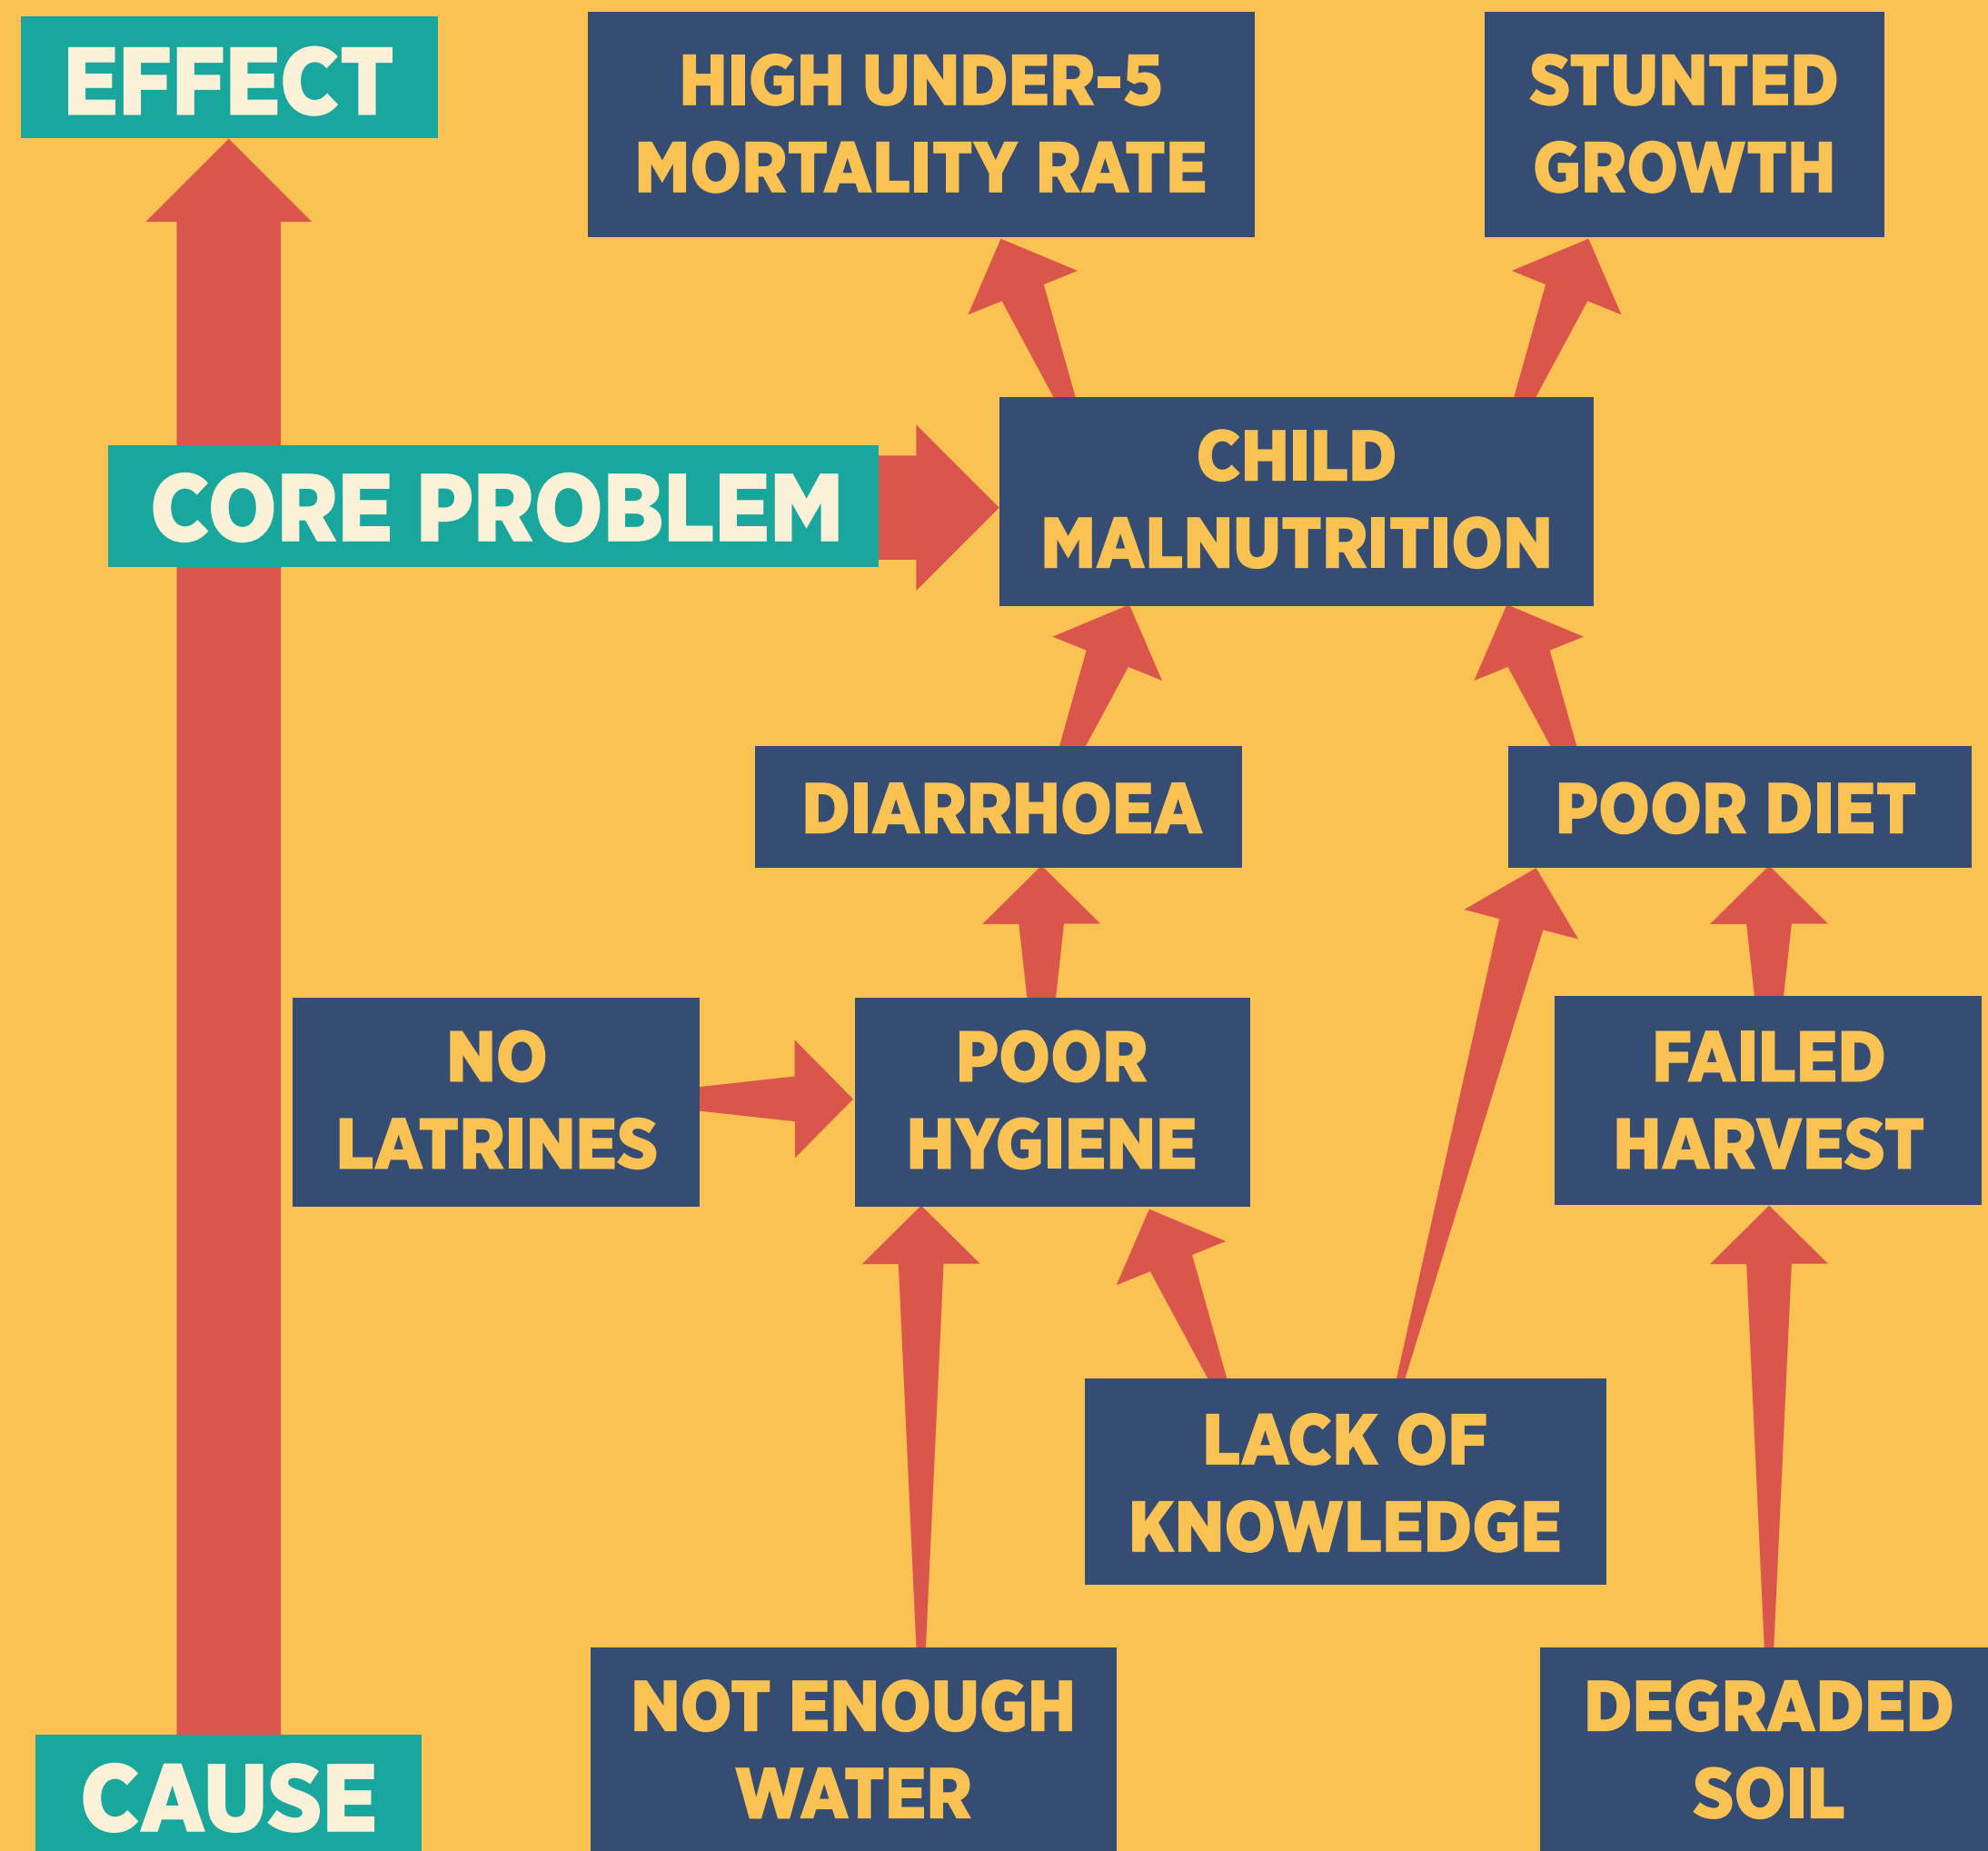 EFFECT
HIGH UNDER-5
MORTALITY RATE
STUNTED
GROWTH
CORE PROBLEM
CHILD
MALNUTRITION
DIARRHOEA
POOR DIET
NO
LATRINES
POOR
HYGIENE
FAILED
HARVEST
LACK OF
KNOWLEDGE
CAUSE
NOT ENOUGH
WATER
DEGRADED
SOIL